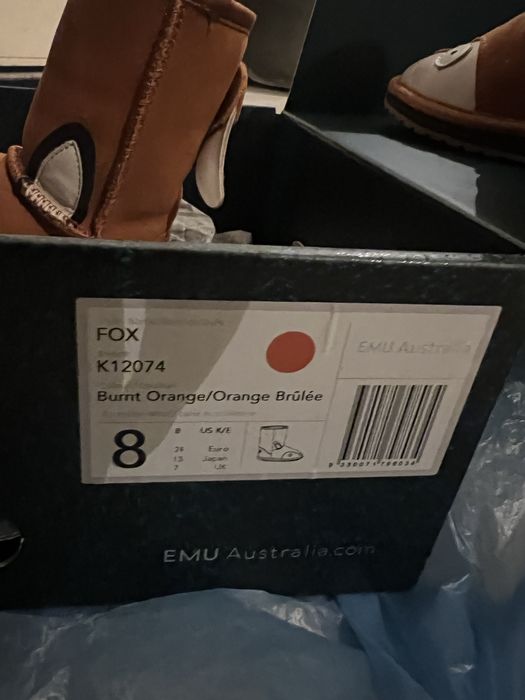 FOX
EMU Australia
K12074
Burnt Orange/Orange Brûlée
8
8 US K/E
24 Euro
15 Japan
7 UK
EMU Australia.com